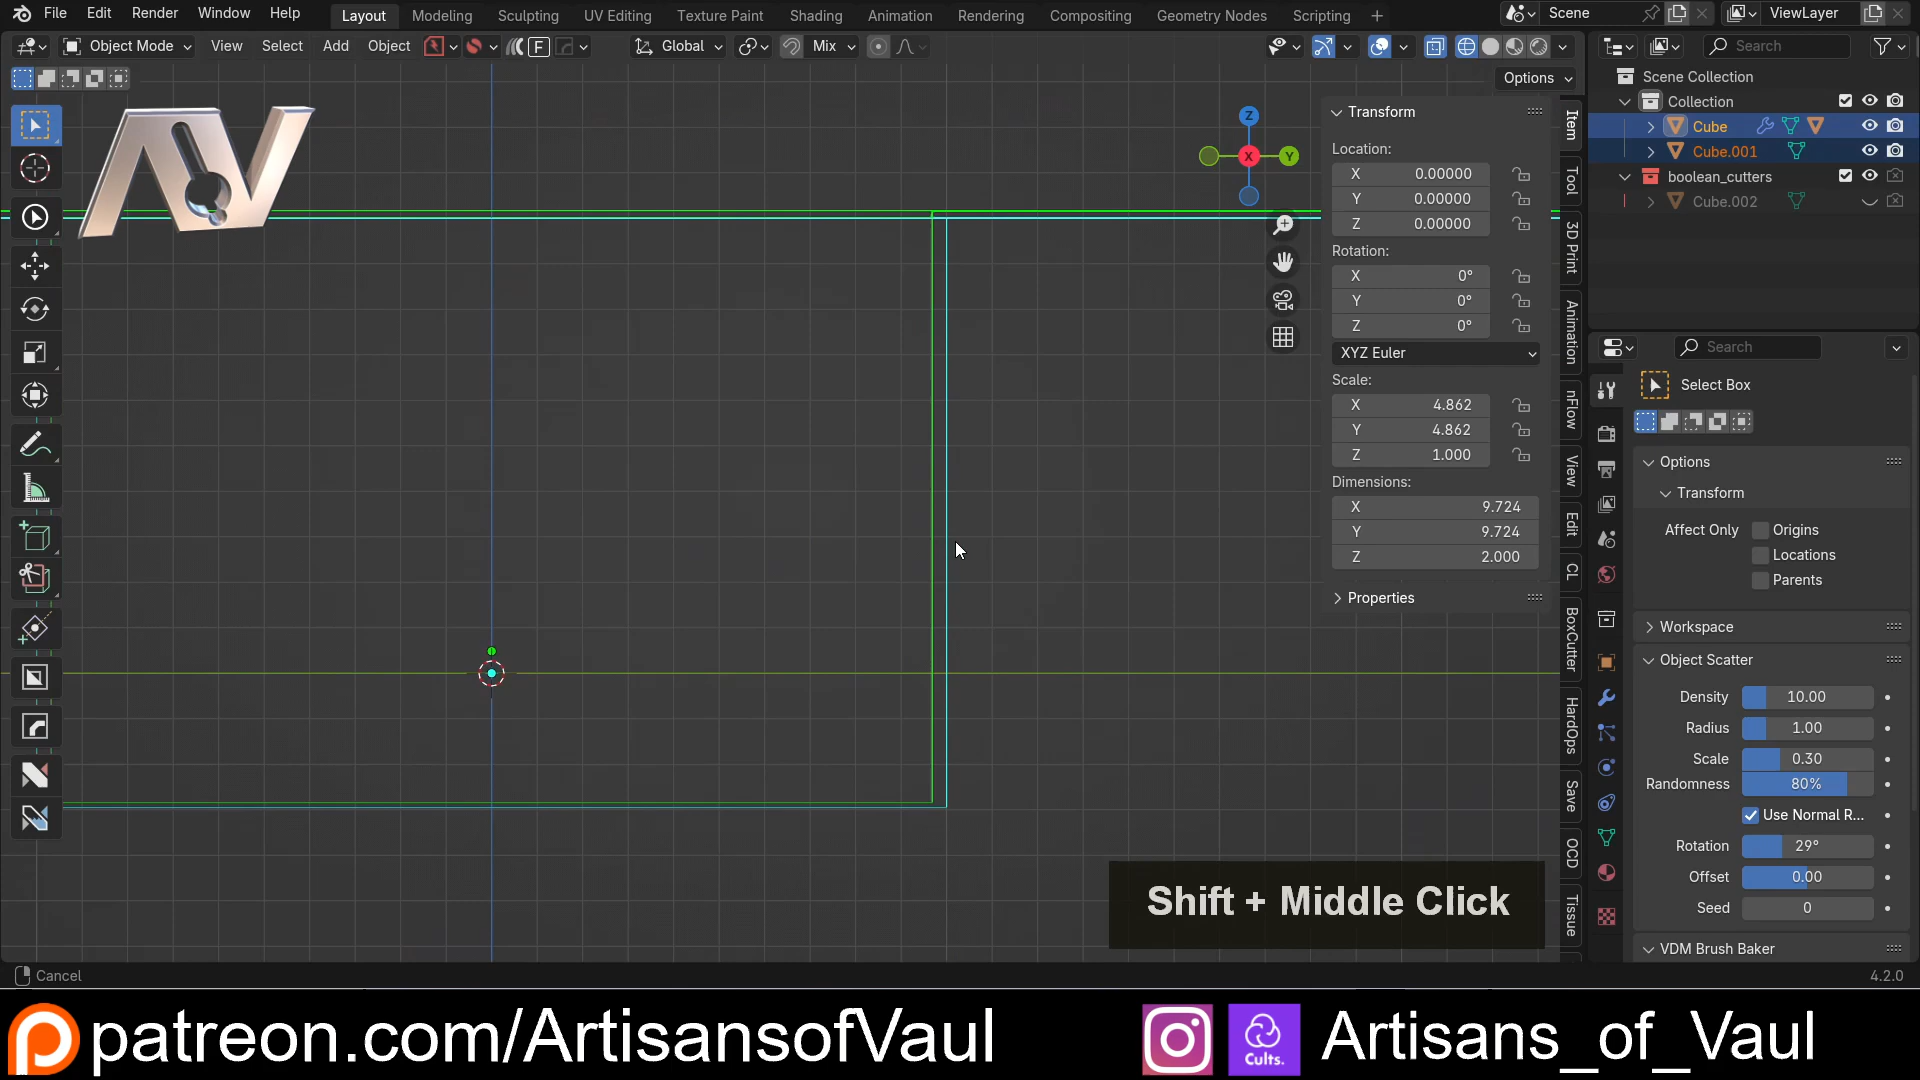 File Edit Render Window Help Layout Modeling Sculpting UV Editing Texture Paint Shading Animation Rendering Compositing Geometry Nodes Scripting + Scene ViewLayer
Object Mode View Select Add Object F Global Mix Search
Options
AV
Z
X
Y
Transform
Location:
X 0.00000
Y 0.00000
Z 0.00000
Rotation:
X 0°
Y 0°
Z 0°
XYZ Euler
Scale:
X 4.862
Y 4.862
Z 1.000
Dimensions:
X 9.724
Y 9.724
Z 2.000
Properties
Item
Tool
3D Print
Animation
nFlow
View
Edit
CL
BoxCutter
HardOps
Save
OCD
Tissue
Scene Collection
Collection
Cube
Cube.001
boolean_cutters
Cube.002
Search
Select Box
Options
Transform
Affect Only Origins
Locations
Parents
Workspace
Object Scatter
Density 10.00
Radius 1.00
Scale 0.30
Randomness 80%
Use Normal R...
Rotation 29°
Offset 0.00
Seed 0
VDM Brush Baker
Shift + Middle Click
Cancel
4.2.0
patreon.com/ArtisansofVaul
Cults.
Artisans_of_Vaul